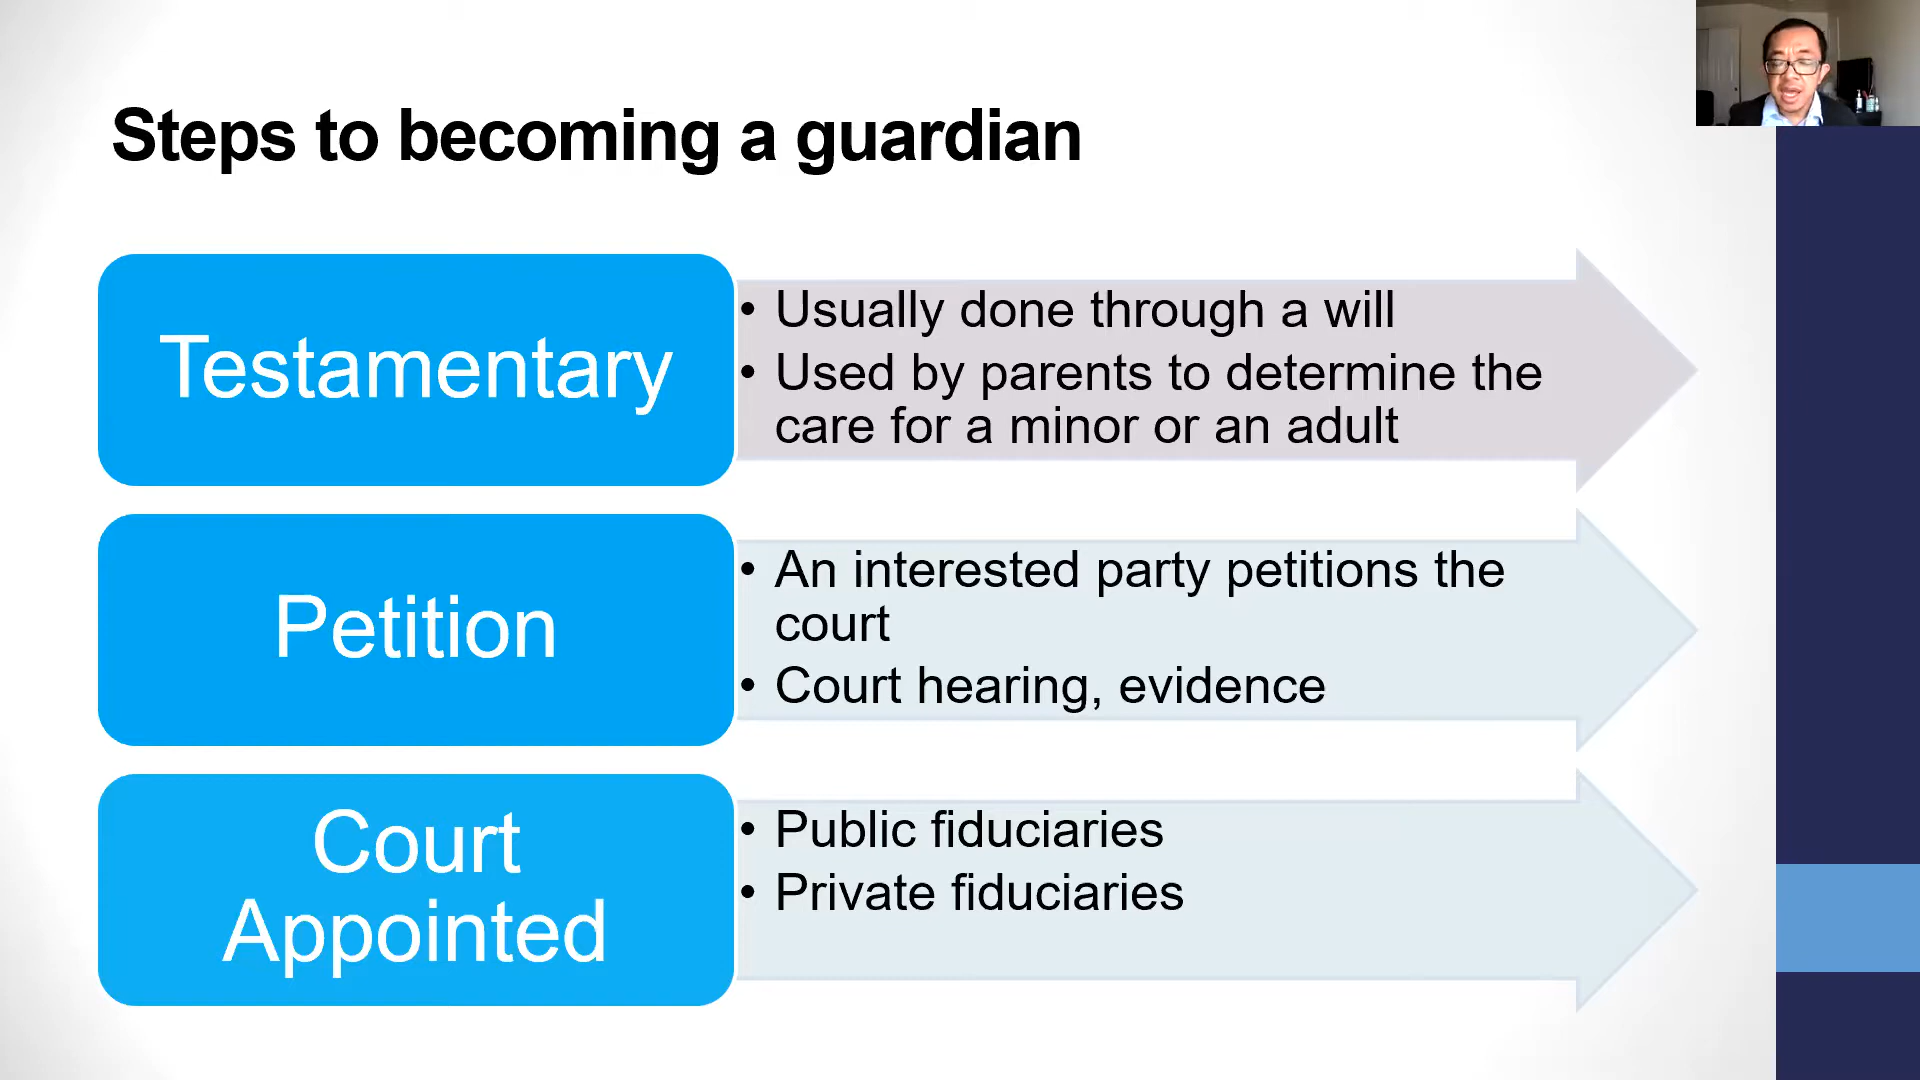 Steps to becoming a guardian
Testamentary
• Usually done through a will
• Used by parents to determine the
care for a minor or an adult
Petition
• An interested party petitions the
court
• Court hearing, evidence
Court
Appointed
• Public fiduciaries
• Private fiduciaries